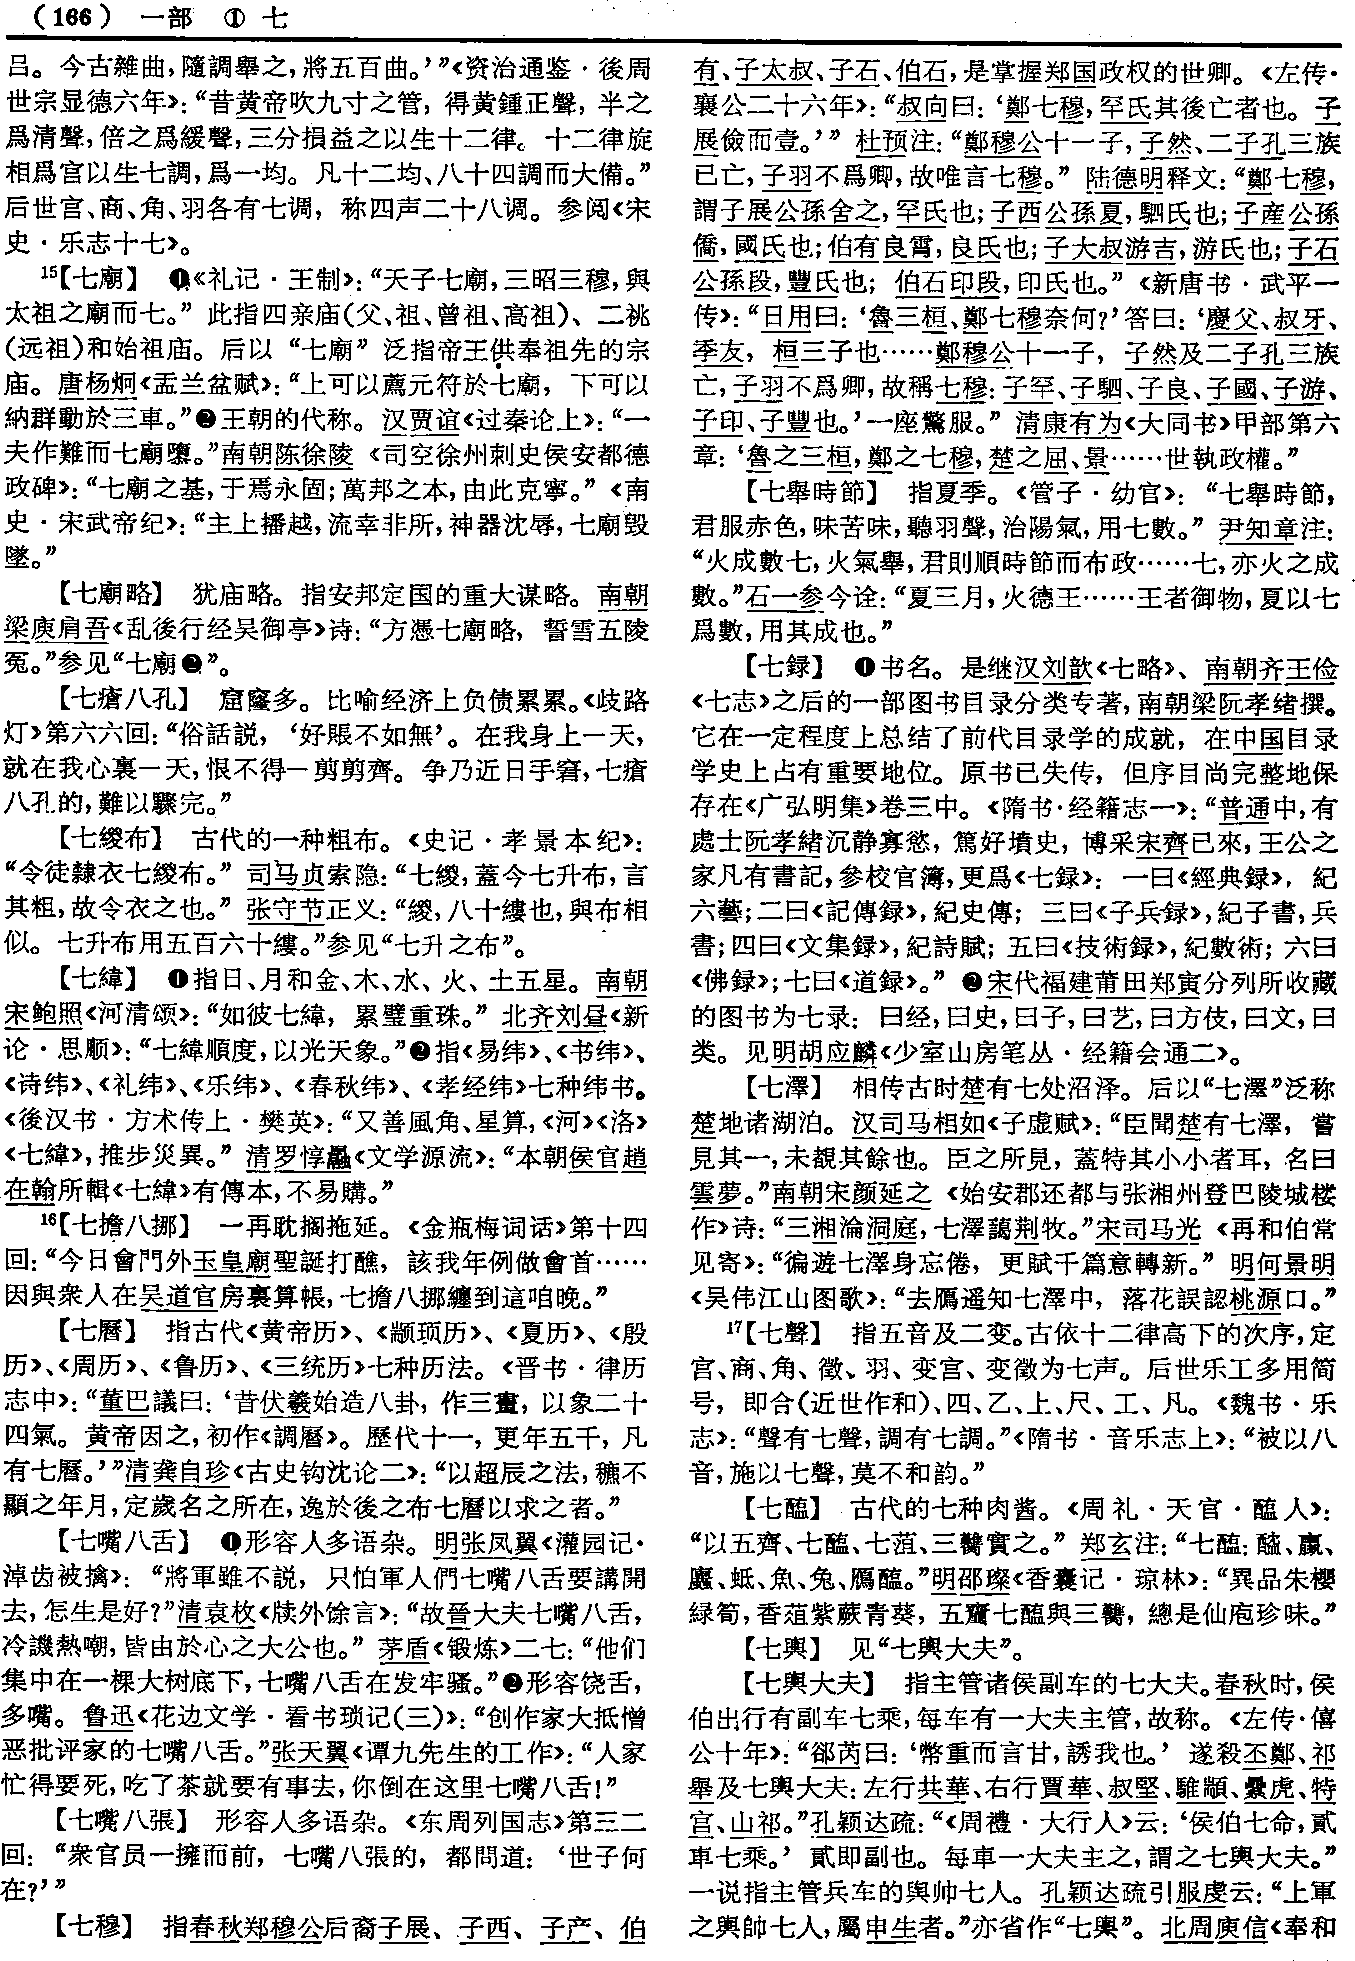 （166） 一部 ① 七
吕。今古雜曲，隨調舉之，將五百曲。’”《资治通鉴·後周
世宗显德六年》：“昔黄帝吹九寸之管，得黄鍾正聲，半之
爲清聲，倍之爲緩聲，三分損益之以生十二律。十二律旋
相爲宫以生七調，爲一均。凡十二均、八十四調而大備。”
后世宫、商、角、羽各有七调，称四声二十八调。参阅《宋
史·乐志十七》。
15【七廟】 ❶《礼记·王制》：“天子七廟，三昭三穆，與
太祖之廟而七。”此指四亲庙（父、祖、曾祖、高祖）、二祧
（远祖）和始祖庙。后以“七廟”泛指帝王供奉祖先的宗
庙。唐杨炯《盂兰盆赋》：“上可以薦元符於七廟，下可以
納群動於三車。”❷王朝的代称。汉贾谊《过秦论上》：“一
夫作難而七廟墮。”南朝陈徐陵《司空徐州刺史侯安都德
政碑》：“七廟之基，于焉永固；萬邦之本，由此克寧。”《南
史·宋武帝纪》：“主上播越，流幸非所，神器沈辱，七廟毁
墜。”
【七廟略】 犹庙略。指安邦定国的重大谋略。南朝
梁庾肩吾《乱後行经吴御亭》诗：“方憑七廟略，誓雪五陵
冤。”参见“七廟❷”。
【七瘡八孔】 窟窿多。比喻经济上负债累累。《歧路
灯》第六六回：“俗話説，‘好賬不如無’。在我身上一天，
就在我心裏一天，恨不得一剪剪齊。争乃近日手窘，七瘡
八孔的，難以驟完。”
【七緵布】 古代的一种粗布。《史记·孝景本纪》：
“令徒隸衣七緵布。”司马贞索隐：“七緵，蓋今七升布，言
其粗，故令衣之也。”张守节正义：“緵，八十縷也，與布相
似。七升布用五百六十縷。”参见“七升之布”。
【七緯】 ❶指日、月和金、木、水、火、土五星。南朝
宋鲍照《河清颂》：“如彼七緯，累璧重珠。”北齐刘昼《新
论·思顺》：“七緯順度，以光天象。”❷指《易纬》、《书纬》、
《诗纬》、《礼纬》、《乐纬》、《春秋纬》、《孝经纬》七种纬书。
《後汉书·方术传上·樊英》：“又善風角、星算，《河》《洛》
《七緯》，推步災異。”清罗惇曧《文学源流》：“本朝侯官趙
在翰所輯《七緯》有傳本，不易購。”
16【七擔八挪】 一再耽搁拖延。《金瓶梅词话》第十四
回：“今日會門外玉皇廟聖誕打醮，該我年例做會首……
因與衆人在吴道官房裏算帳，七擔八挪纏到這咱晚。”
【七曆】 指古代《黄帝历》、《颛顼历》、《夏历》、《殷
历》、《周历》、《鲁历》、《三统历》七种历法。《晋书·律历
志中》：“董巴議曰：‘昔伏羲始造八卦，作三畫，以象二十
四氣。黄帝因之，初作《調曆》。歷代十一，更年五千，凡
有七曆。’”清龚自珍《古史钩沈论二》：“以超辰之法，穮不
顯之年月，定歲名之所在，逸於後之布七曆以求之者。”
【七嘴八舌】 ❶形容人多语杂。明张凤翼《灌园记·
淖齿被擒》：“將軍雖不説，只怕軍人們七嘴八舌要講開
去，怎生是好？”清袁枚《牍外馀言》：“故晉大夫七嘴八舌，
冷譏熱嘲，皆由於心之大公也。”茅盾《锻炼》二七：“他们
集中在一棵大树底下，七嘴八舌在发牢骚。”❷形容饶舌，
多嘴。鲁迅《花边文学·看书琐记（三）》：“创作家大抵憎
恶批评家的七嘴八舌。”张天翼《谭九先生的工作》：“人家
忙得要死，吃了茶就要有事去，你倒在这里七嘴八舌！”
【七嘴八張】 形容人多语杂。《东周列国志》第三二
回：“衆官员一擁而前，七嘴八張的，都問道：‘世子何
在？’”
【七穆】 指春秋郑穆公后裔子展、子西、子产、伯
有、子太叔、子石、伯石，是掌握郑国政权的世卿。《左传·
襄公二十六年》：“叔向曰：‘鄭七穆，罕氏其後亡者也。子
展儉而壹。’”杜预注：“鄭穆公十一子，子然、二子孔三族
已亡，子羽不爲卿，故唯言七穆。”陆德明释文：“鄭七穆，
謂子展公孫舍之，罕氏也；子西公孫夏，駟氏也；子産公孫
僑，國氏也；伯有良霄，良氏也；子大叔游吉，游氏也；子石
公孫段，豐氏也；伯石印段，印氏也。”《新唐书·武平一
传》：“日用曰：‘魯三桓、鄭七穆奈何？’答曰：‘慶父、叔牙、
季友，桓三子也……鄭穆公十一子，子然及二子孔三族
亡，子羽不爲卿，故稱七穆：子罕、子駟、子良、子國、子游、
子印、子豐也。’一座驚服。”清康有为《大同书》甲部第六
章：‘魯之三桓，鄭之七穆，楚之屈、景……世執政權。”
【七舉時節】 指夏季。《管子·幼官》：“七舉時節，
君服赤色，味苦味，聽羽聲，治陽氣，用七數。”尹知章注：
“火成數七，火氣舉，君則順時節而布政……七，亦火之成
數。”石一参今诠：“夏三月，火德王……王者御物，夏以七
爲數，用其成也。”
【七録】 ❶书名。是继汉刘歆《七略》、南朝齐王俭
《七志》之后的一部图书目录分类专著，南朝梁阮孝绪撰。
它在一定程度上总结了前代目录学的成就，在中国目录
学史上占有重要地位。原书已失传，但序目尚完整地保
存在《广弘明集》卷三中。《隋书·经籍志一》：“普通中，有
處士阮孝緒沉静寡慾，篤好墳史，博采宋齊已來，王公之
家凡有書記，參校官簿，更爲《七録》：一曰《經典録》，紀
六藝；二曰《記傳録》，紀史傳；三曰《子兵録》，紀子書，兵
書；四曰《文集録》，紀詩賦；五曰《技術録》，紀數術；六曰
《佛録》；七曰《道録》。”❷宋代福建莆田郑寅分列所收藏
的图书为七录：曰经，曰史，曰子，曰艺，曰方伎，曰文，曰
类。见明胡应麟《少室山房笔丛·经籍会通二》。
【七澤】 相传古时楚有七处沼泽。后以“七澤”泛称
楚地诸湖泊。汉司马相如《子虚赋》：“臣聞楚有七澤，嘗
見其一，未覩其餘也。臣之所見，蓋特其小小者耳，名曰
雲夢。”南朝宋颜延之《始安郡还都与张湘州登巴陵城楼
作》诗：“三湘淪洞庭，七澤藹荆牧。”宋司马光《再和伯常
见寄》：“徧遊七澤身忘倦，更賦千篇意轉新。”明何景明
《吴伟江山图歌》：“去鴈遥知七澤中，落花誤認桃源口。”
17【七聲】 指五音及二变。古依十二律高下的次序，定
宫、商、角、徵、羽、变宫、变徵为七声。后世乐工多用简
号，即合（近世作和）、四、乙、上、尺、工、凡。《魏书·乐
志》：“聲有七聲，調有七調。”《隋书·音乐志上》：“被以八
音，施以七聲，莫不和韵。”
【七醢】 古代的七种肉酱。《周礼·天官·醢人》：
“以五齊、七醢、七菹、三臡實之。”郑玄注：“七醢：醓、蠃、
蠯、蚳、魚、兔、鴈醢。”明邵璨《香囊记·琼林》：“異品朱櫻
緑筍，香菹紫蕨青葵，五齏七醢與三臡，總是仙庖珍味。”
【七輿】 见“七輿大夫”。
【七輿大夫】 指主管诸侯副车的七大夫。春秋时，侯
伯出行有副车七乘，每车有一大夫主管，故称。《左传·僖
公十年》：“郤芮曰：‘幣重而言甘，誘我也。’遂殺丕鄭、祁
舉及七輿大夫：左行共華、右行賈華、叔堅、騅顓、纍虎、特
宫、山祁。”孔颖达疏：“《周禮·大行人》云：‘侯伯七命，貳
車七乘。’貳即副也。每車一大夫主之，謂之七輿大夫。”
一说指主管兵车的舆帅七人。孔颖达疏引服虔云：“上軍
之輿帥七人，屬申生者。”亦省作“七輿”。北周庾信《奉和